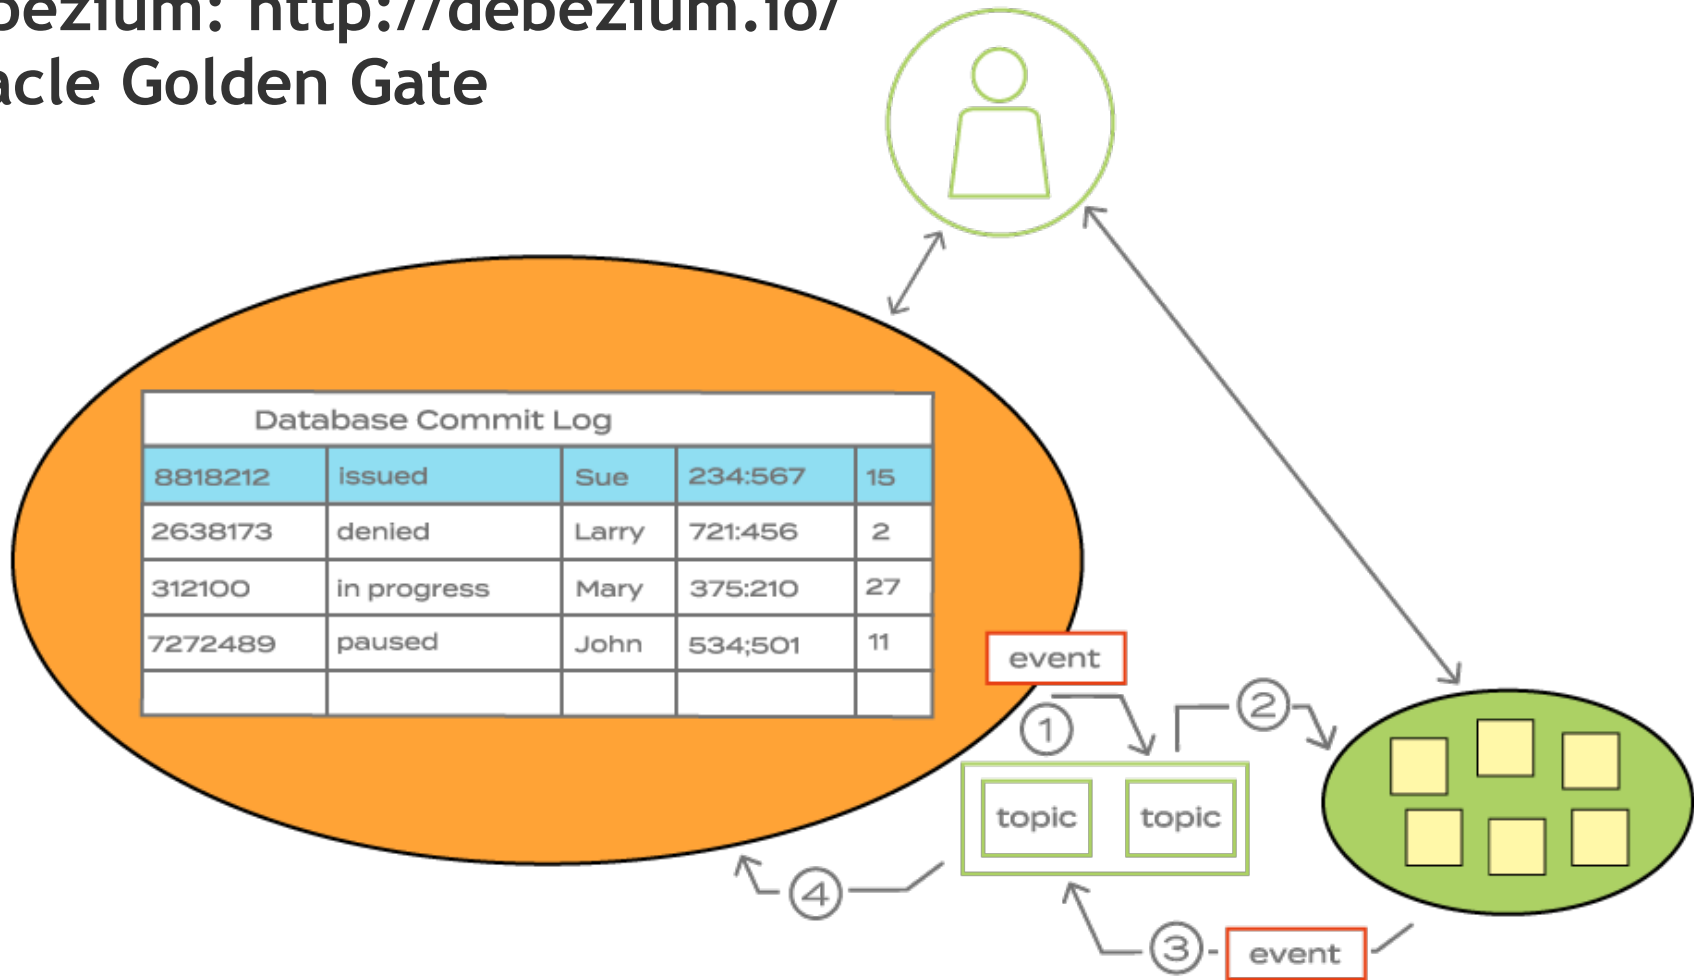 bezium: http://debezium.io/
acle Golden Gate
Database Commit Log
8818212 issued Sue 234:567 15
2638173 denied Larry 721:456 2
312100 in progress Mary 375:210 27
7272489 paused John 534;501 11
event
1
2
topic topic
4
3
event